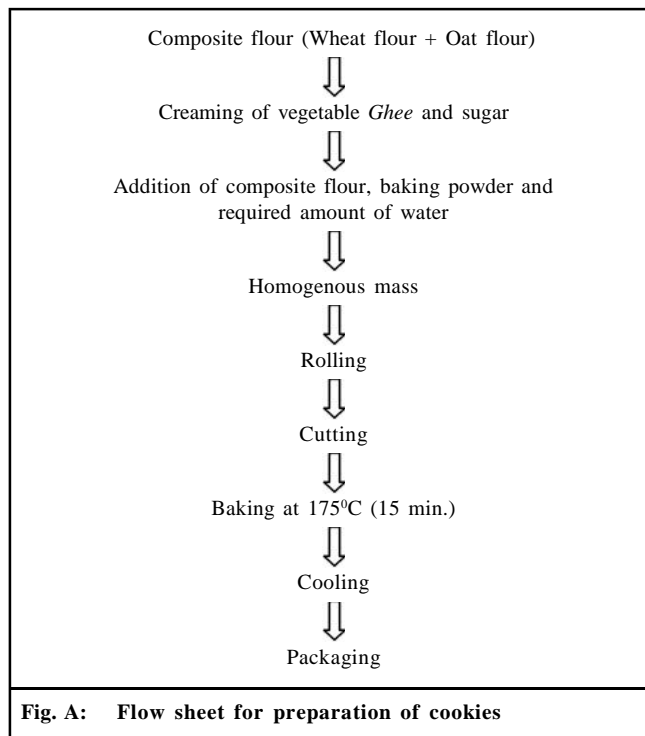 Composite flour (Wheat flour + Oat flour)
Creaming of vegetable Ghee and sugar
Addition of composite flour, baking powder and
required amount of water
Homogenous mass
Rolling
Cutting
Baking at 175⁰C (15 min.)
Cooling
Packaging
Fig. A: Flow sheet for preparation of cookies